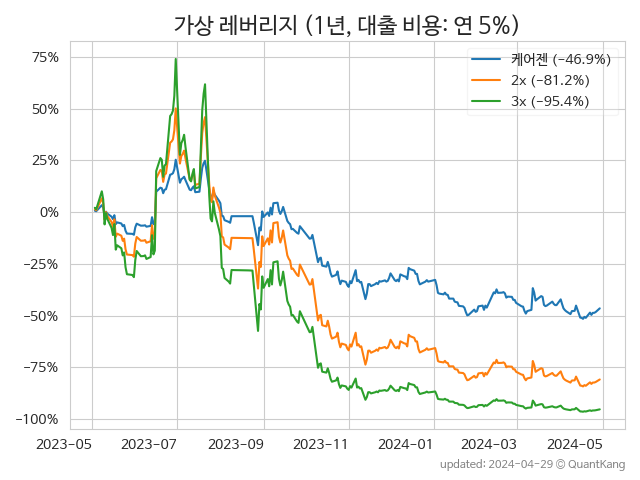 가상 레버리지 (1년, 대출 비용: 연 5%)
케어젠 (−46.9%)
2x (−81.2%)
3x (−95.4%)
75%
50%
25%
0%
−25%
−50%
−75%
−100%
2023-05 2023-07 2023-09 2023-11 2024-01 2024-03 2024-05
updated: 2024-04-29 © QuantKang